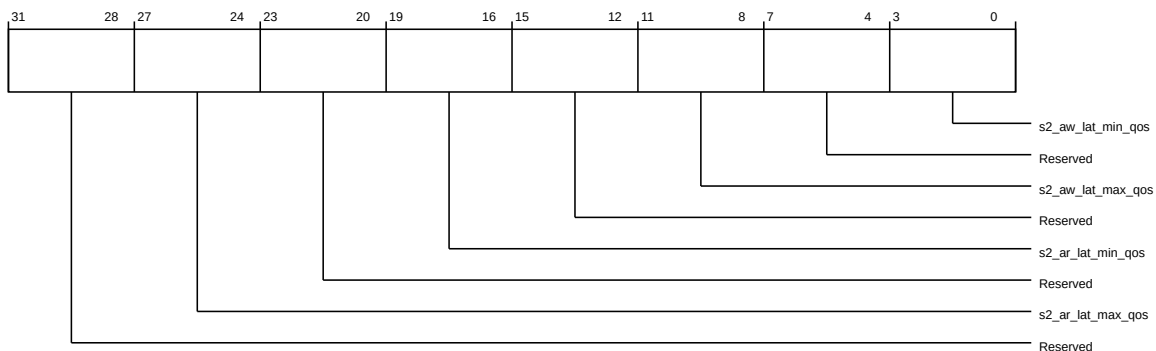 31 28 27 24 23 20 19 16 15 12 11 8 7 4 3 0
s2_aw_lat_min_qos
Reserved
s2_aw_lat_max_qos
Reserved
s2_ar_lat_min_qos
Reserved
s2_ar_lat_max_qos
Reserved